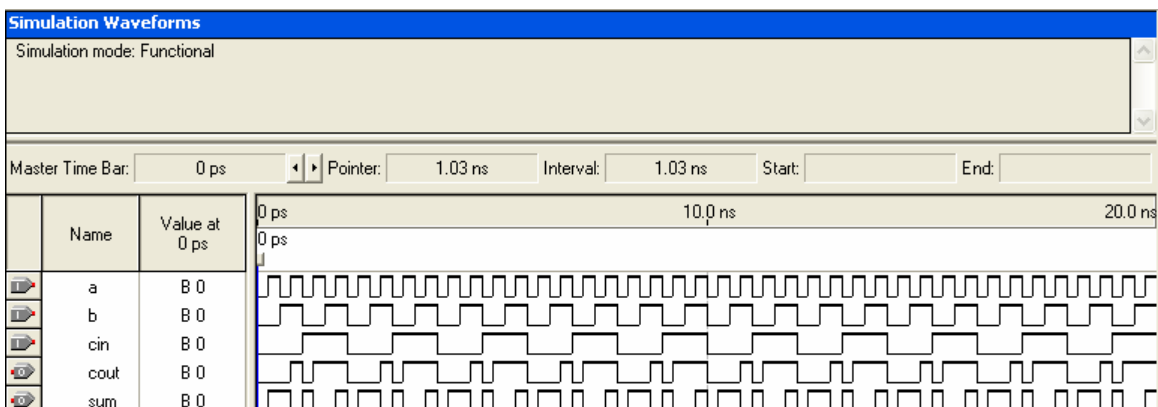 Simulation Waveforms
Simulation mode: Functional
Master Time Bar: 0 ps Pointer: 1.03 ns Interval: 1.03 ns Start: End:
Name Value at 0 ps
0 ps 10.0 ns 20.0 ns
0 ps
a B 0
b B 0
cin B 0
cout B 0
sum B 0